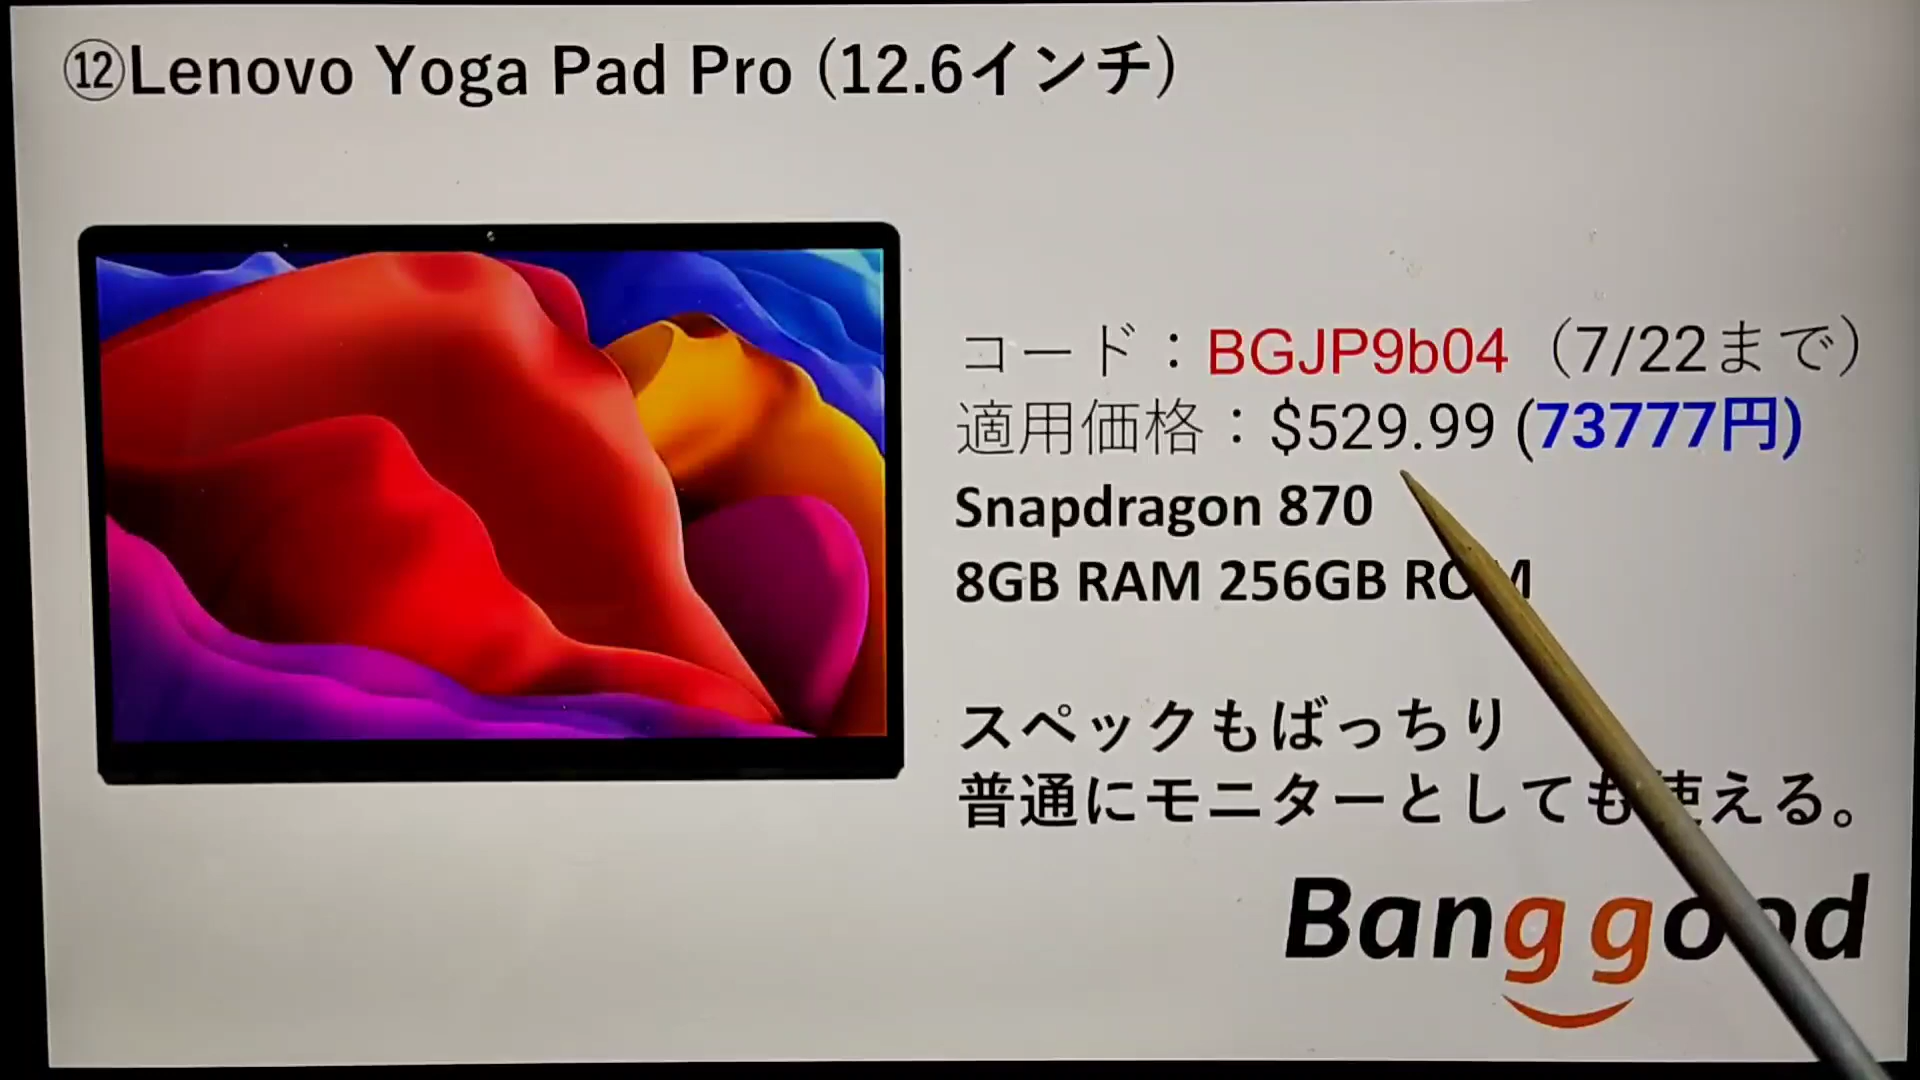 ⑫Lenovo Yoga Pad Pro (12.6インチ)
コード：BGJP9b04（7/22まで）
適用価格：$529.99 (73777円)
Snapdragon 870
8GB RAM 256GB ROM
スペックもばっちり
普通にモニターとしても使える。
Banggood